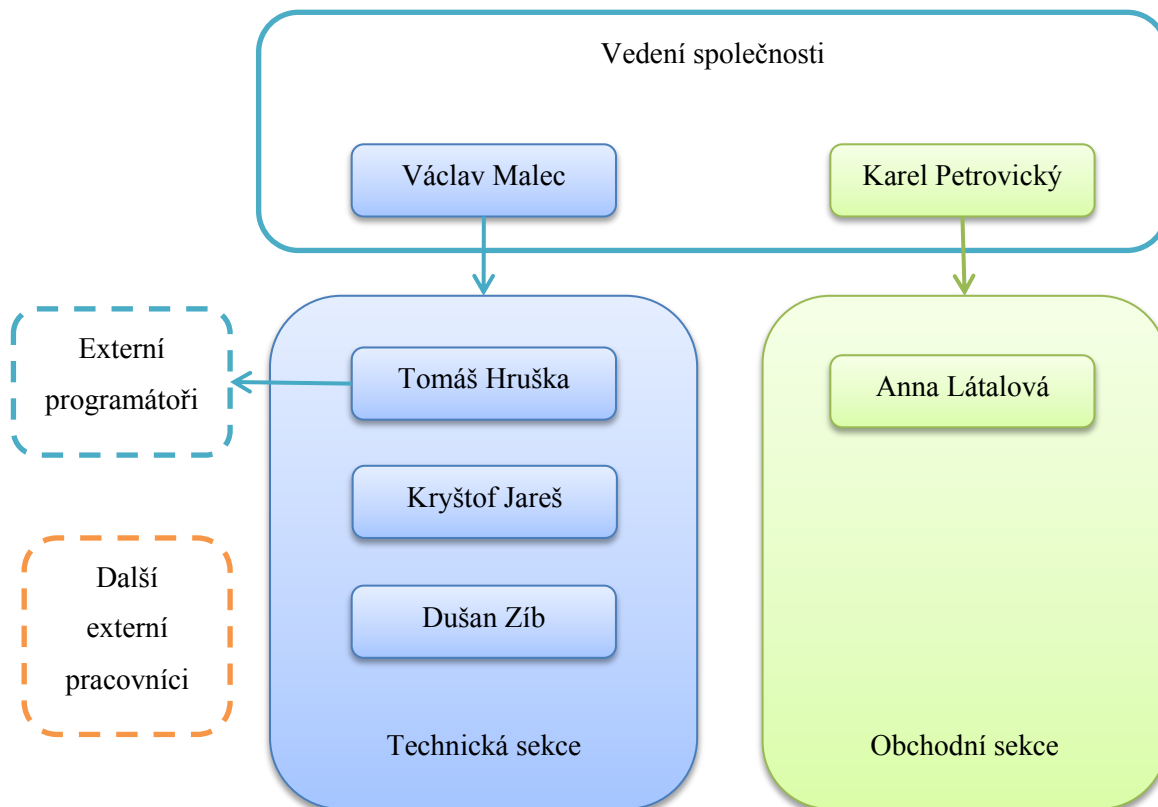 Vedení společnosti
Václav Malec
Karel Petrovický
Externí
programátoři
Tomáš Hruška
Anna Látalová
Kryštof Jareš
Další
externí
pracovníci
Dušan Zíb
Technická sekce
Obchodní sekce